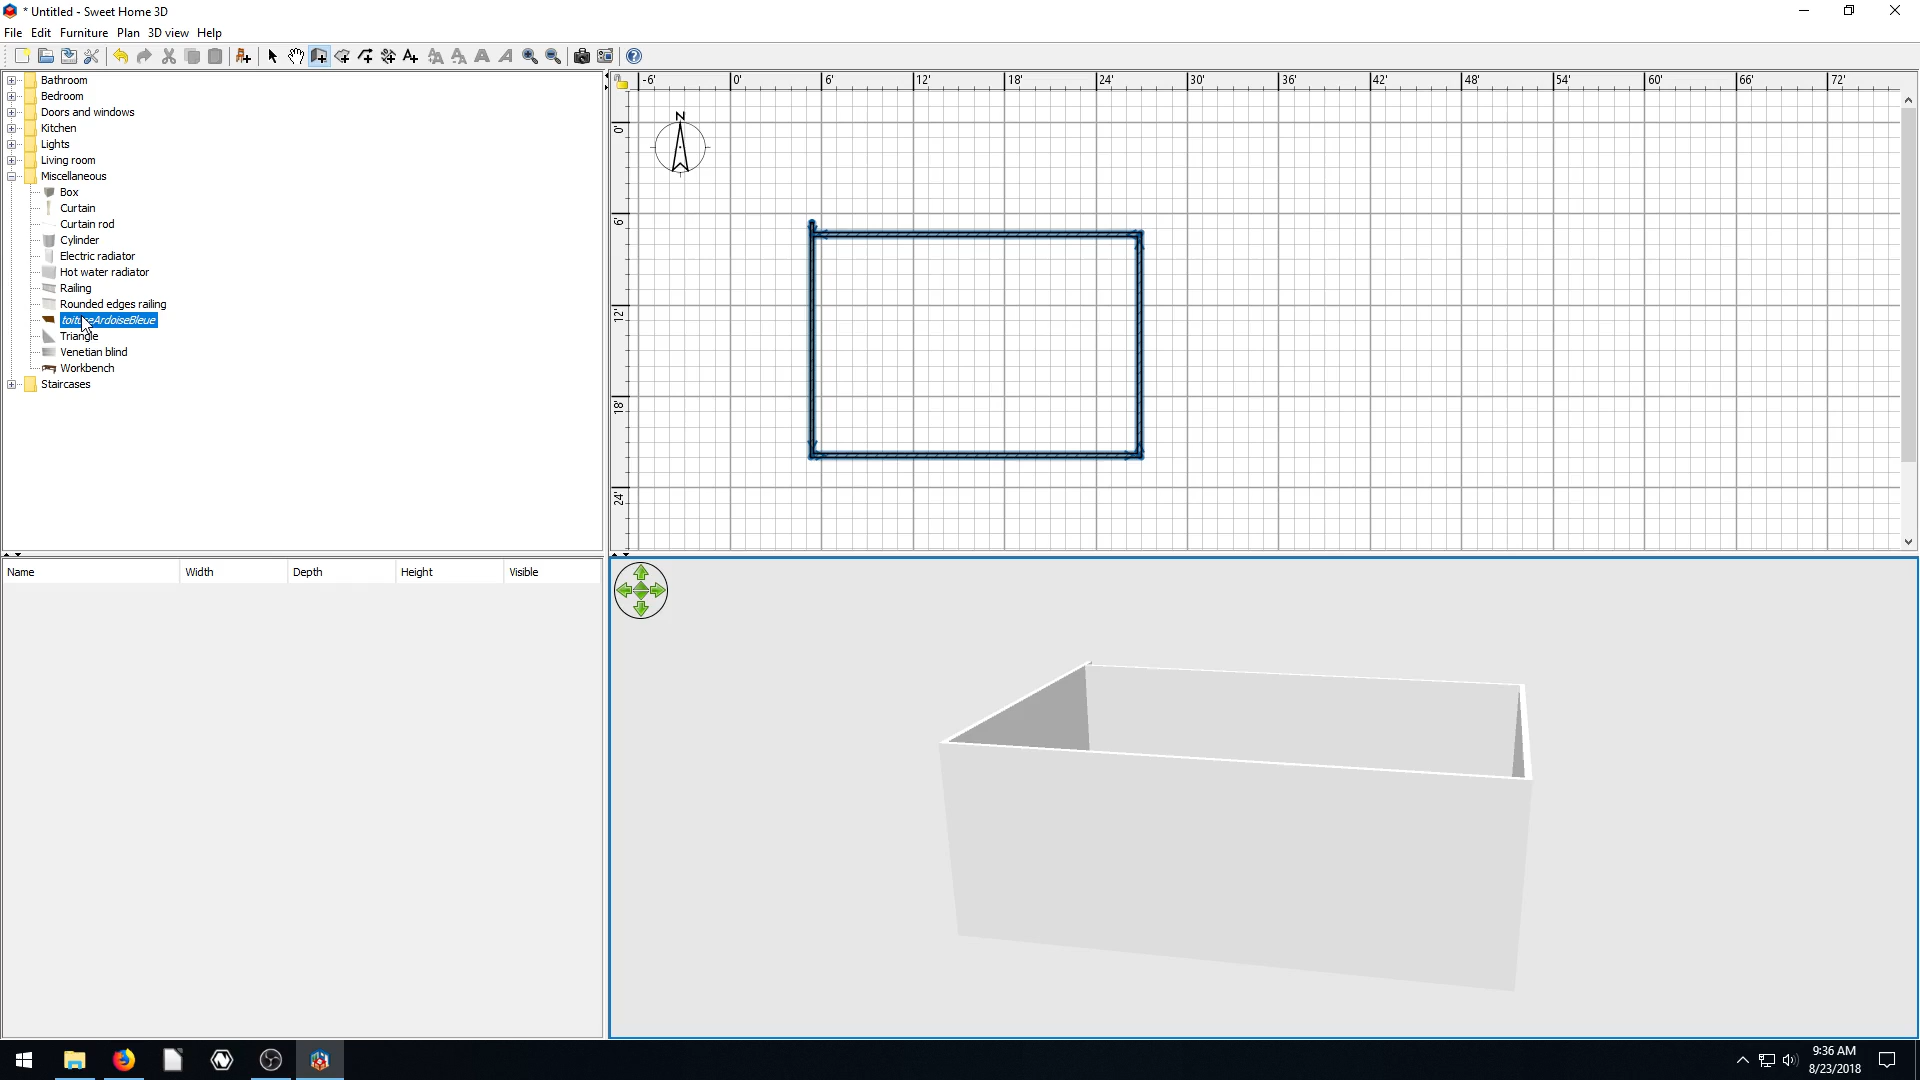 * Untitled - Sweet Home 3D
File Edit Furniture Plan 3D view Help
Bathroom
Bedroom
Doors and windows
Kitchen
Lights
Living room
Miscellaneous
Box
Curtain
Curtain rod
Cylinder
Electric radiator
Hot water radiator
Railing
Rounded edges railing
toitureArdoiseBleue
Triangle
Venetian blind
Workbench
Staircases
-6' 0' 6' 12' 18' 24' 30' 36' 42' 48' 54' 60' 66' 72'
0'
6'
12'
18'
24'
N
Name Width Depth Height Visible
9:36 AM
8/23/2018